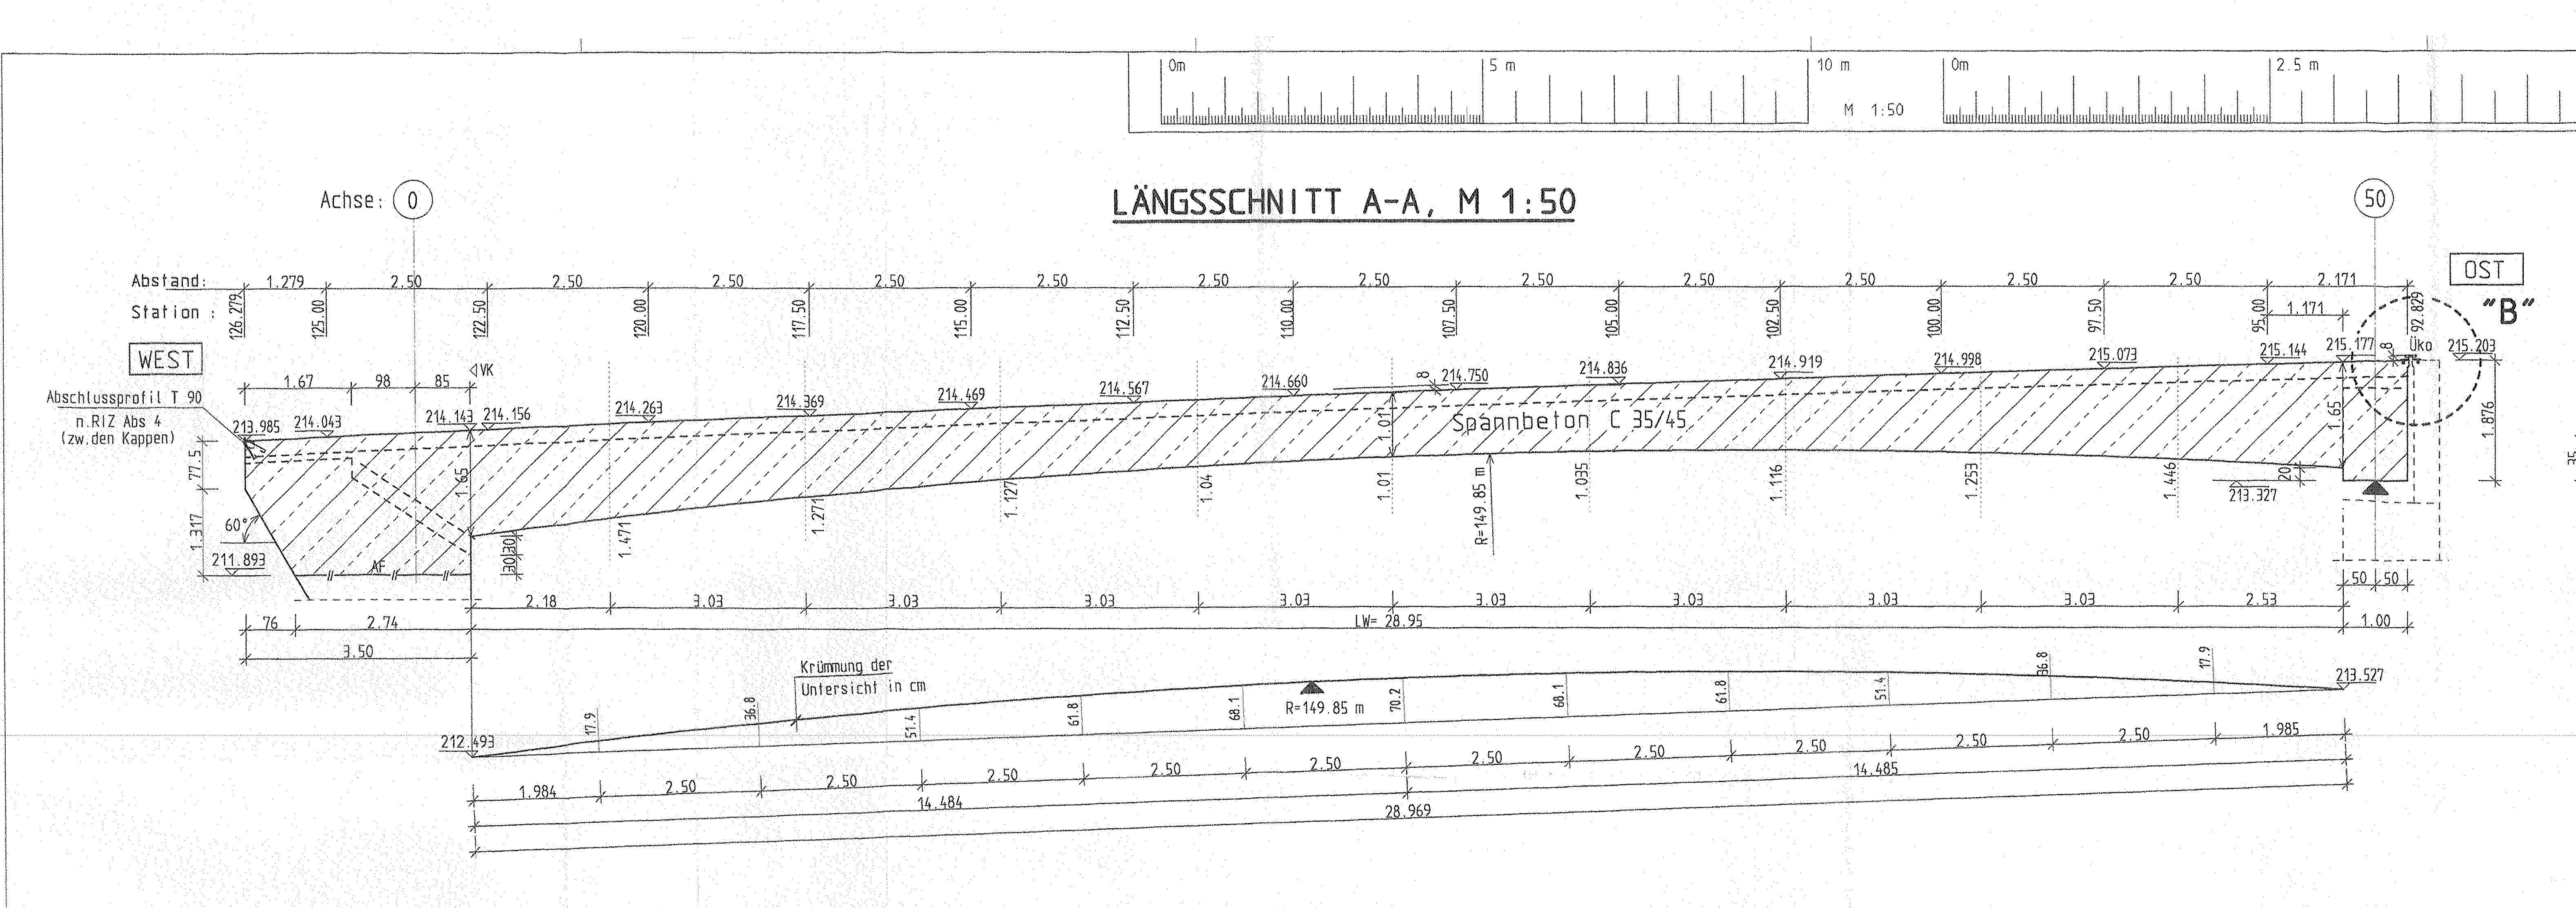 0m 5 m 10 m 0m 2.5 m
M 1:50
Achse: 0
LÄNGSSCHNITT A-A, M 1:50
50
OST
"B"
Abstand: 1.279 2.50 2.50 2.50 2.50 2.50 2.50 2.50 2.50 2.50 2.50 2.50 2.50 2.171
Station : 126.279 125.00 122.50 120.00 117.50 115.00 112.50 110.00 107.50 105.00 102.50 100.00 97.50 95.00 92.829
1.171
WEST
VK
1.67 98 85
Abschlussprofil T 90
n.RIZ Abs 4
(zw.den Kappen)
213.985 214.043 214.143 214.156 214.263 214.369 214.469 214.567 214.660 8 214.750 214.836 214.919 214.998 215.073 215.144 215.177 8 Üko 215.203
77.5
1.317
60°
211.893
AF
1.65
30 30
1.01
Spannbeton C 35/45
1.65
1.876
20
213.327
1.471 1.271 1.127 1.04 1.01 R=149.85 m 1.035 1.116 1.253 1.446
35
50 50
2.18 3.03 3.03 3.03 3.03 3.03 3.03 3.03 3.03 2.53
76 2.74 LW= 28.95 1.00
3.50
Krümmung der
Untersicht in cm
212.493 17.9 36.8 51.4 61.8 68.1 R=149.85 m 70.2 68.1 61.8 51.4 36.8 17.9 213.527
1.984 2.50 2.50 2.50 2.50 2.50 2.50 2.50 2.50 2.50 2.50 1.985
14.484 14.485
28.969